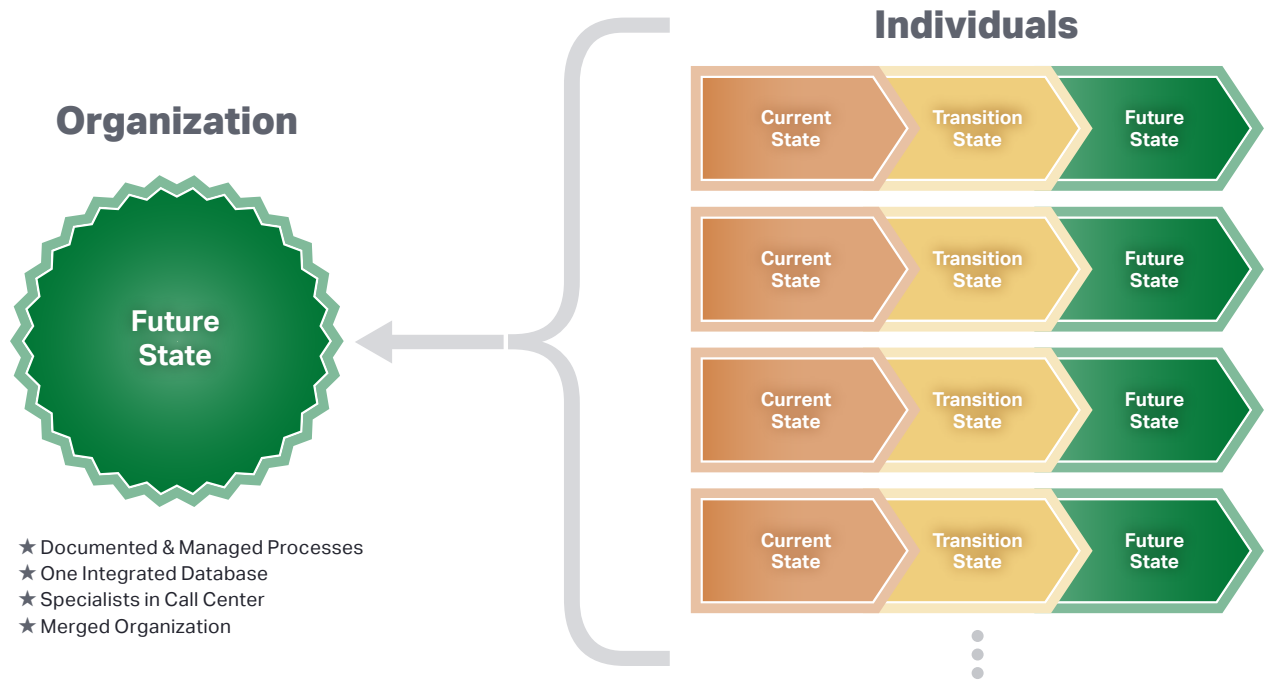 Individuals
Organization
Current
State
Transition
State
Future
State
Current
State
Transition
State
Future
State
Current
State
Transition
State
Future
State
Current
State
Transition
State
Future
State
Future
State
★ Documented & Managed Processes
★ One Integrated Database
★ Specialists in Call Center
★ Merged Organization